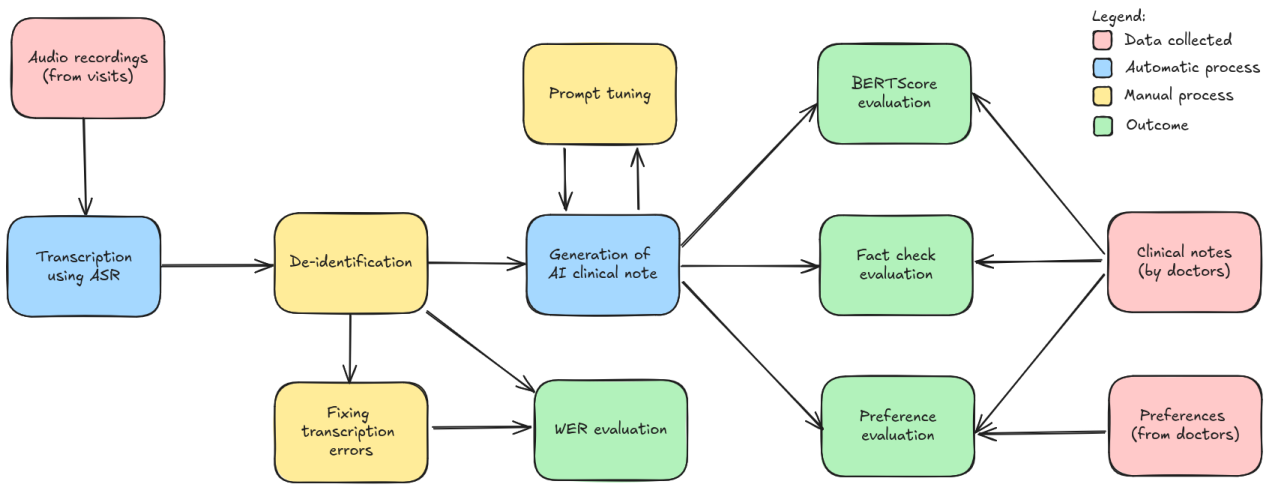 Legend:
Data collected
Automatic process
Manual process
Outcome
Audio recordings
(from visits)
Transcription
using ASR
De-identification
Fixing
transcription
errors
Prompt tuning
Generation of
AI clinical note
WER evaluation
BERTScore
evaluation
Fact check
evaluation
Preference
evaluation
Clinical notes
(by doctors)
Preferences
(from doctors)